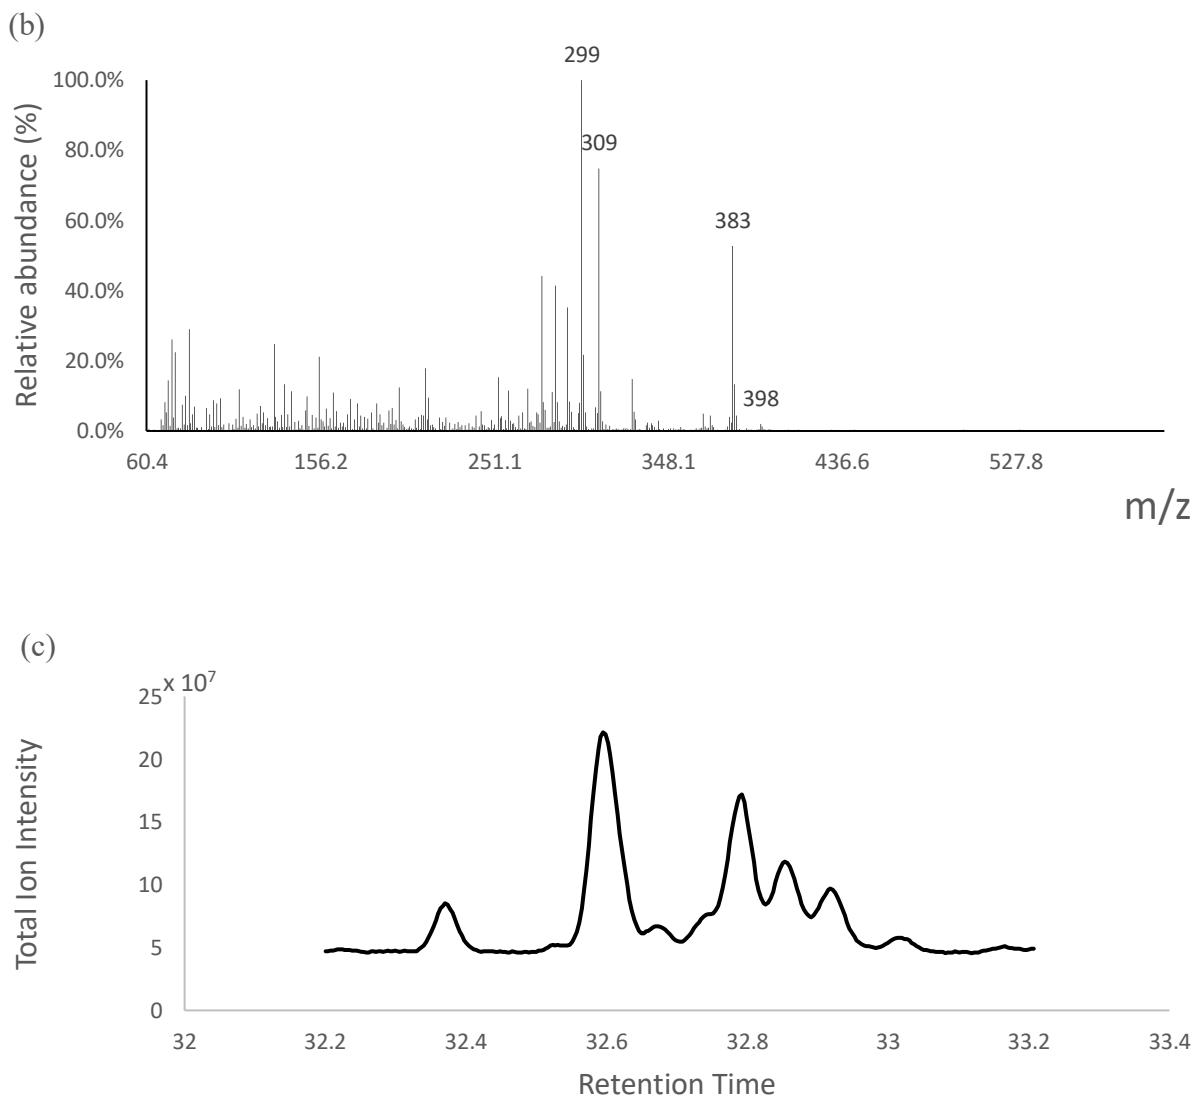 (b)
299
100.0%
309
80.0%
383
60.0%
40.0%
20.0%
398
0.0%
60.4 156.2 251.1 348.1 436.6 527.8
Relative abundance (%)
m/z
(c)
x 10⁷
25
20
15
10
5
0
32 32.2 32.4 32.6 32.8 33 33.2 33.4
Total Ion Intensity
Retention Time